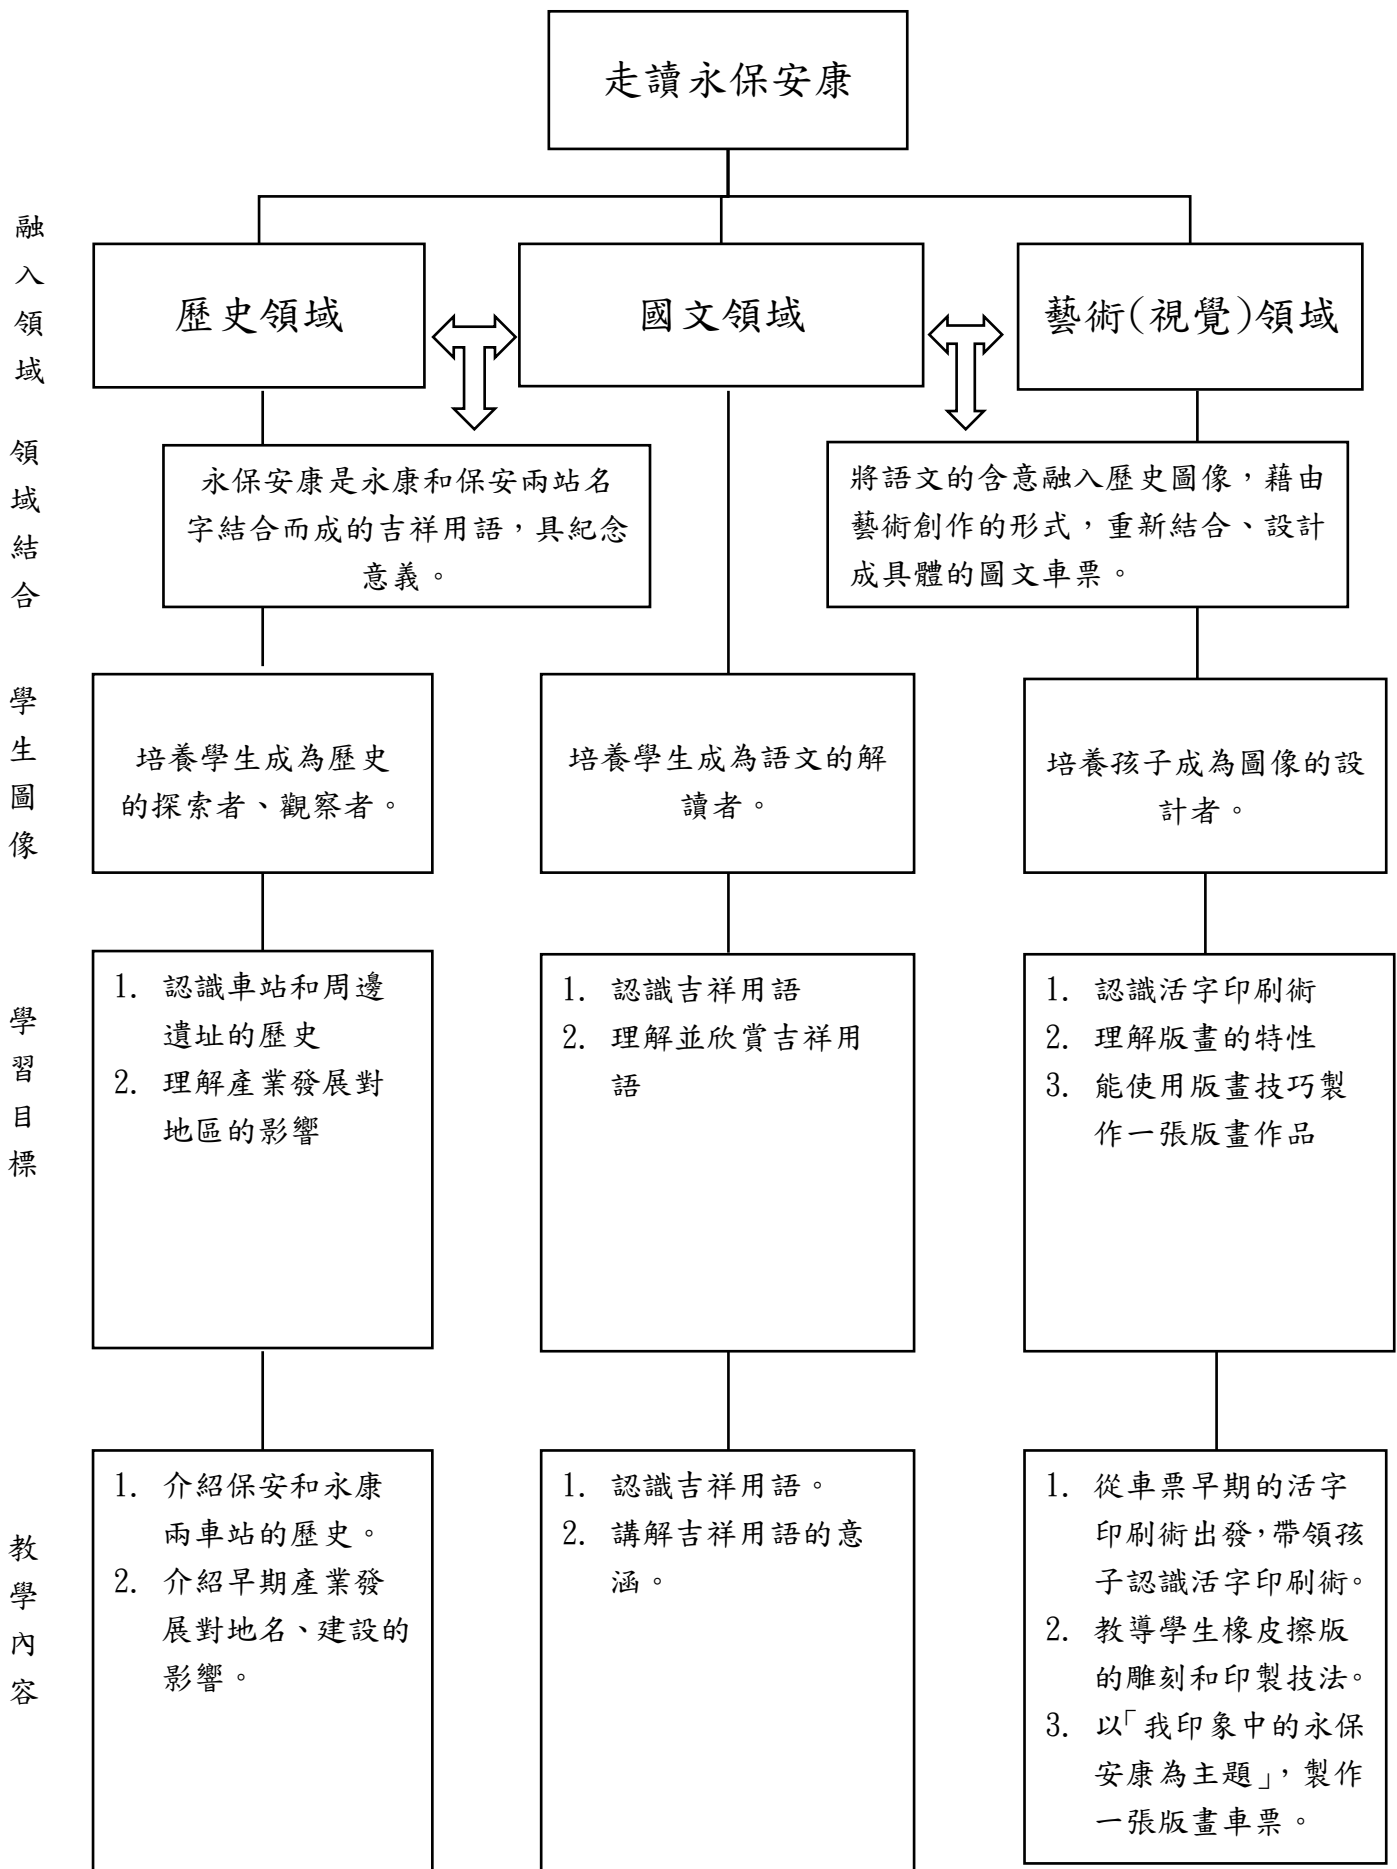 走讀永保安康
融入領域
歷史領域
國文領域
藝術(視覺)領域
領域結合
永保安康是永康和保安兩站名
字結合而成的吉祥用語，具紀念
意義。
將語文的含意融入歷史圖像，藉由
藝術創作的形式，重新結合、設計
成具體的圖文車票。
學生圖像
培養學生成為歷史
的探索者、觀察者。
培養學生成為語文的解
讀者。
培養孩子成為圖像的設
計者。
學習目標
1. 認識車站和周邊
遺址的歷史
2. 理解產業發展對
地區的影響
1. 認識吉祥用語
2. 理解並欣賞吉祥用
語
1. 認識活字印刷術
2. 理解版畫的特性
3. 能使用版畫技巧製
作一張版畫作品
教學內容
1. 介紹保安和永康
兩車站的歷史。
2. 介紹早期產業發
展對地名、建設的
影響。
1. 認識吉祥用語。
2. 講解吉祥用語的意
涵。
1. 從車票早期的活字
印刷術出發，帶領孩
子認識活字印刷術。
2. 教導學生橡皮擦版
的雕刻和印製技法。
3. 以「我印象中的永保
安康為主題」，製作
一張版畫車票。